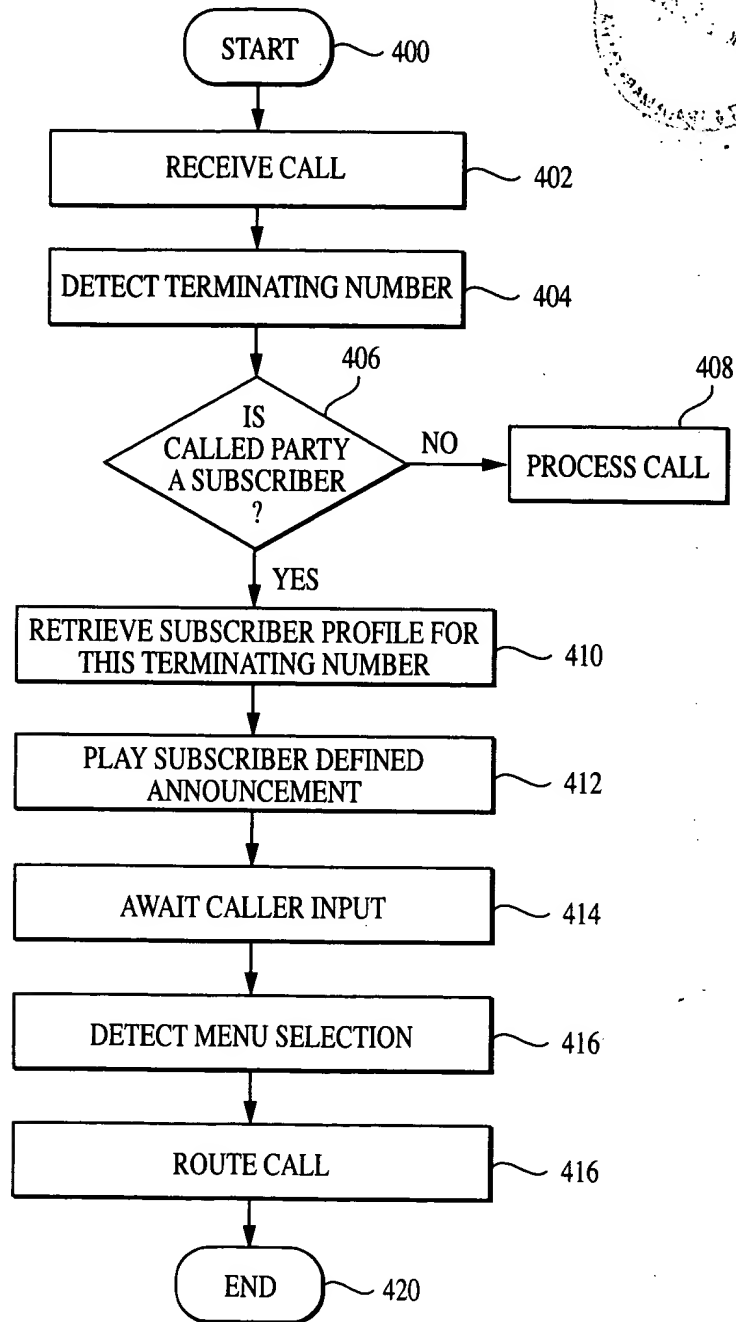 START
400
RECEIVE CALL
402
DETECT TERMINATING NUMBER
404
406
IS
CALLED PARTY
A SUBSCRIBER
?
NO
408
PROCESS CALL
YES
RETRIEVE SUBSCRIBER PROFILE FOR
THIS TERMINATING NUMBER
410
PLAY SUBSCRIBER DEFINED
ANNOUNCEMENT
412
AWAIT CALLER INPUT
414
DETECT MENU SELECTION
416
ROUTE CALL
416
END
420